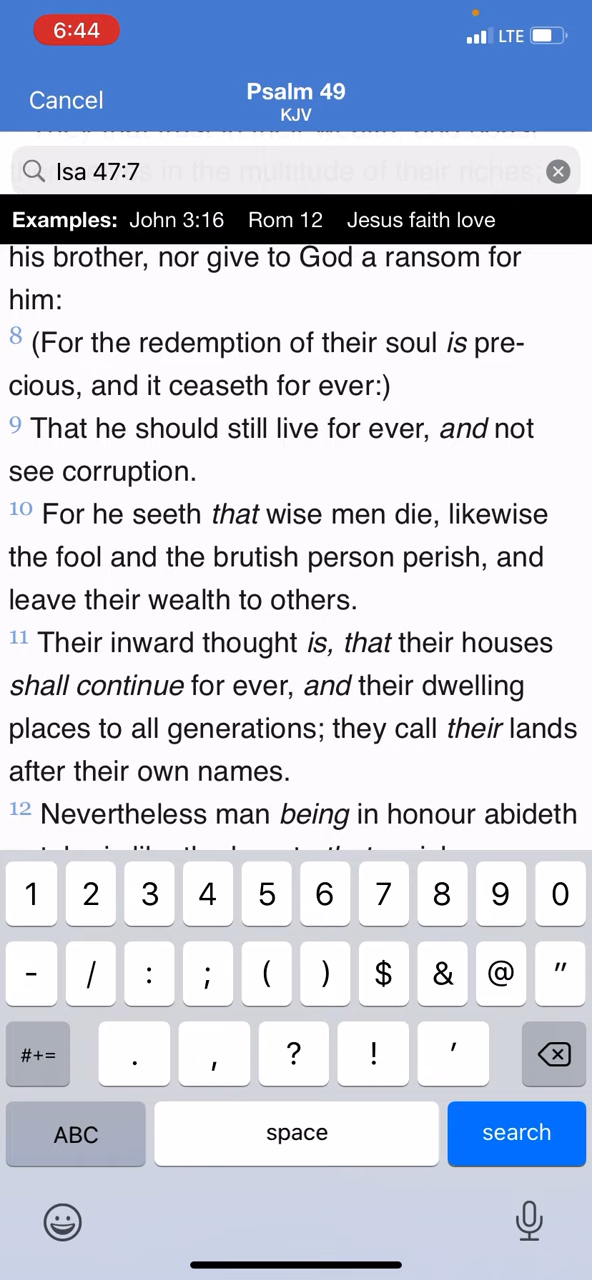 6:44
LTE
Cancel
Psalm 49
KJV
Isa 47:7
in the multitude of their riches;
Examples: John 3:16 Rom 12 Jesus faith love
his brother, nor give to God a ransom for
him:
8 (For the redemption of their soul is pre-
cious, and it ceaseth for ever:)
9 That he should still live for ever, and not
see corruption.
10 For he seeth that wise men die, likewise
the fool and the brutish person perish, and
leave their wealth to others.
11 Their inward thought is, that their houses
shall continue for ever, and their dwelling
places to all generations; they call their lands
after their own names.
12 Nevertheless man being in honour abideth
1 2 3 4 5 6 7 8 9 0
- / : ; ( ) $ & @ "
#+= . , ? ! '
ABC space search